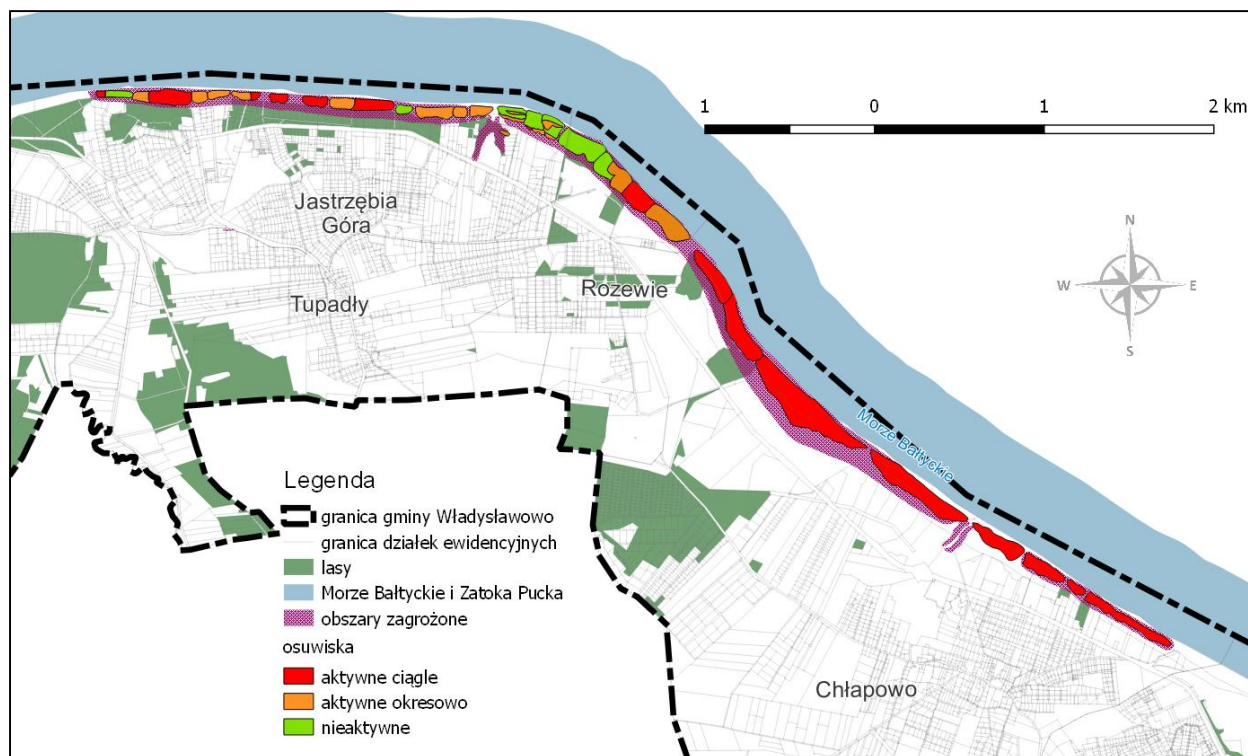 1 0 1 2 km
Jastrzębia
Góra
Tupadły
Rozewie
N
W E
S
Morze Bałtyckie
Legenda
granica gminy Władysławowo
granica działek ewidencyjnych
lasy
Morze Bałtyckie i Zatoka Pucka
obszary zagrożone
osuwiska
aktywne ciągle
aktywne okresowo
nieaktywne
Chłapowo